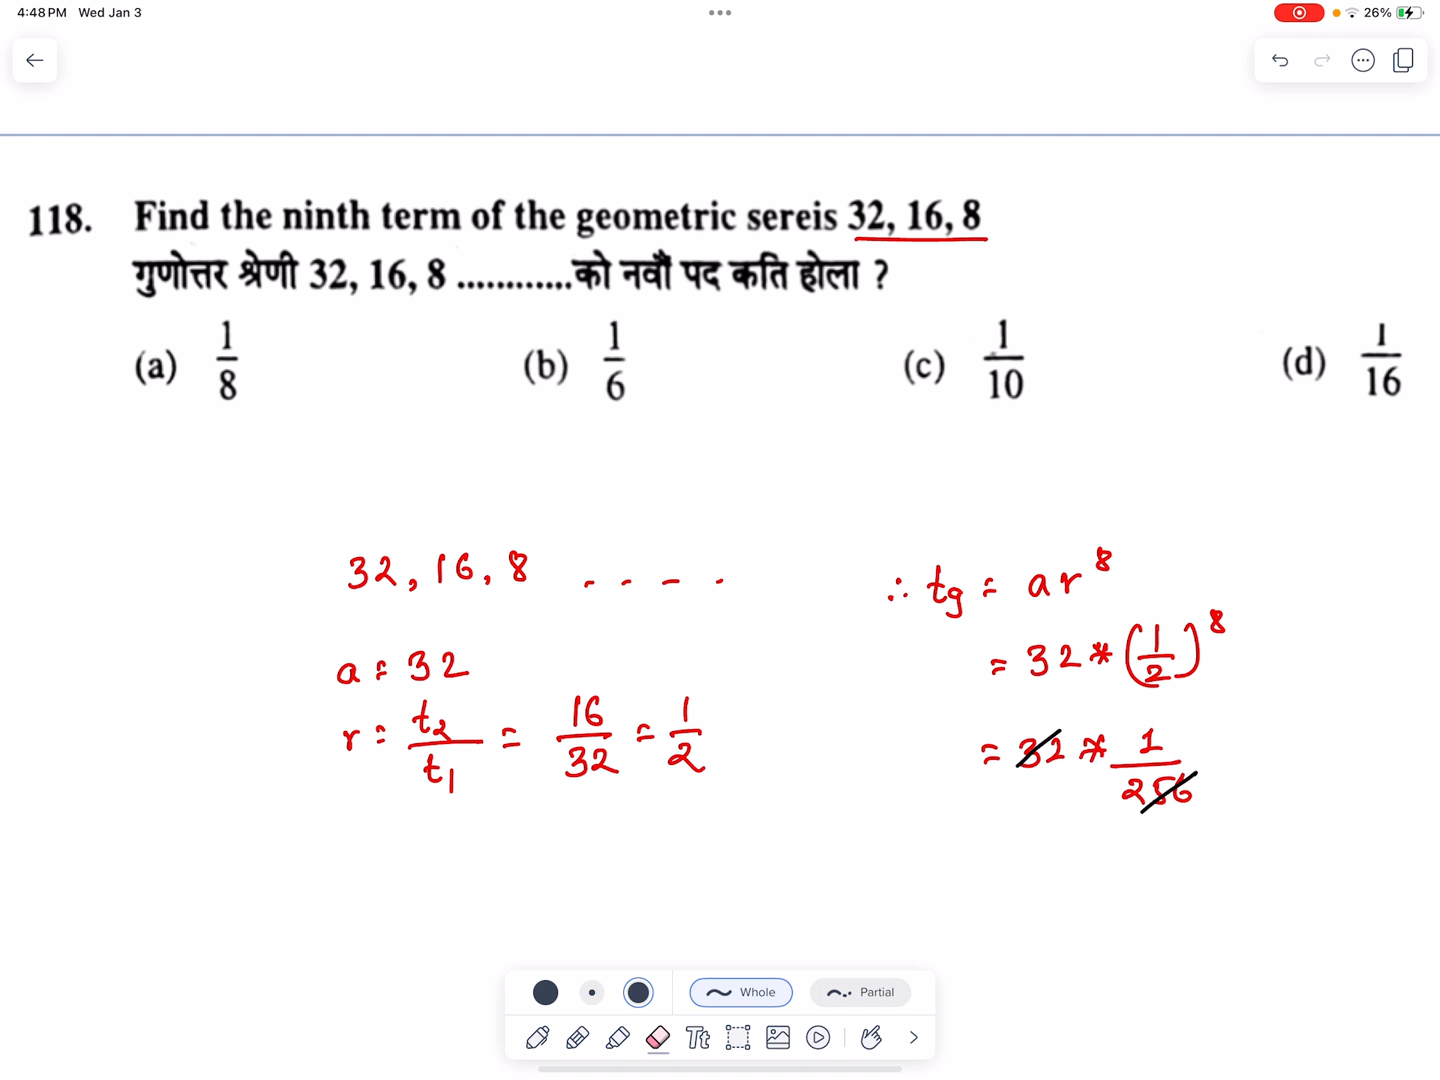 4:48 PM Wed Jan 3
26%
118. Find the ninth term of the geometric sereis 32, 16, 8
गुणोत्तर श्रेणी 32, 16, 8 ............को नवौं पद कति होला ?
(a) 1/8 (b) 1/6 (c) 1/10 (d) 1/16
32, 16, 8 - - - -
a = 32
r = t₂/t₁ = 16/32 = 1/2
∴ t₉ = ar⁸
= 32 * (1/2)⁸
= 32 * 1/256
Whole Partial
Tt